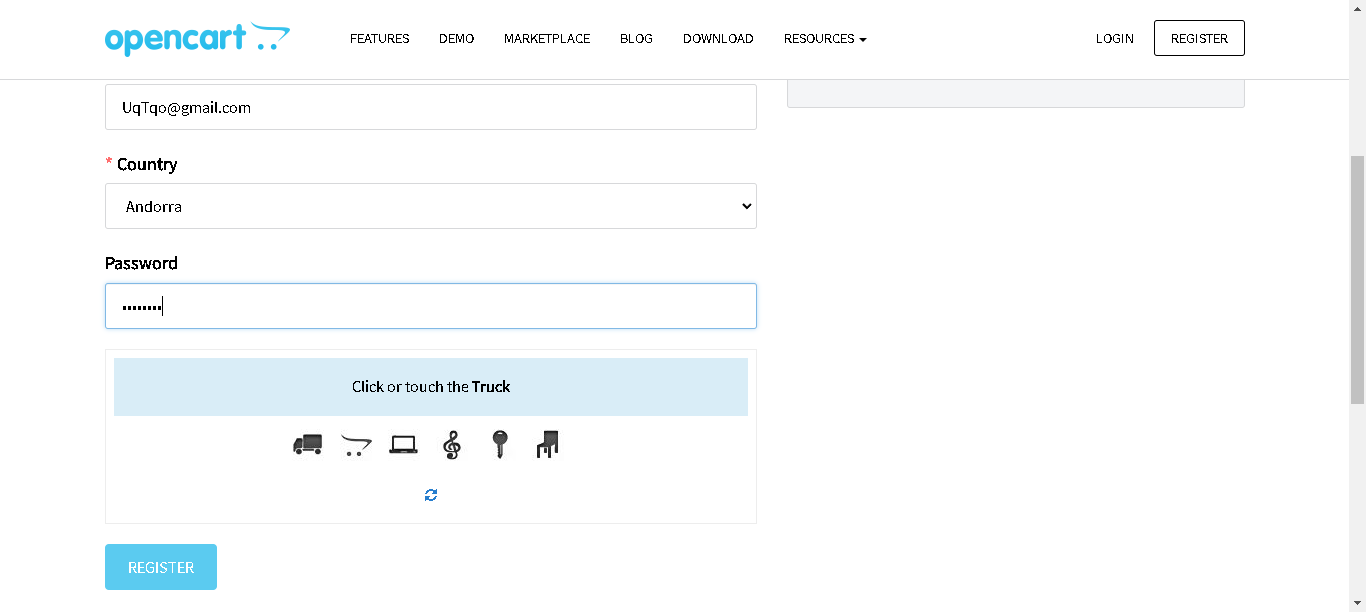 opencart
FEATURES DEMO MARKETPLACE BLOG DOWNLOAD RESOURCES LOGIN REGISTER
UqTqo@gmail.com
* Country
Andorra
Password
••••••••
Click or touch the Truck
REGISTER